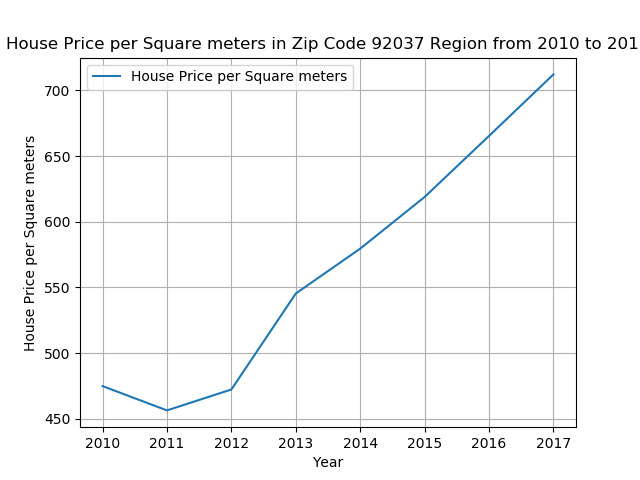 House Price per Square meters in Zip Code 92037 Region from 2010 to 201
House Price per Square meters
700
650
600
550
500
450
House Price per Square meters
2010 2011 2012 2013 2014 2015 2016 2017
Year